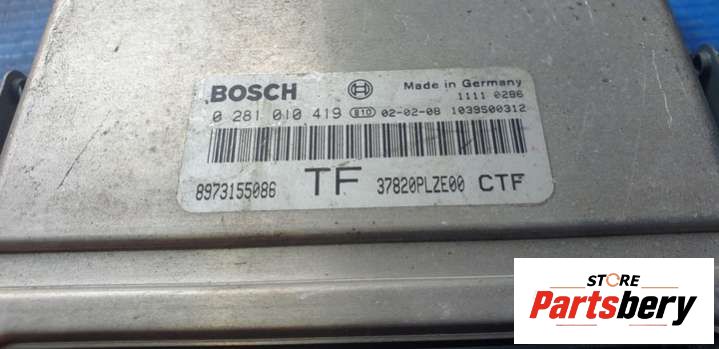 BOSCH Made in Germany
1111 0286
0 281 010 419 B10 02-02-08 1039S00312
8973155086 TF 37820PLZE00 CTF
STORE
Partsbery